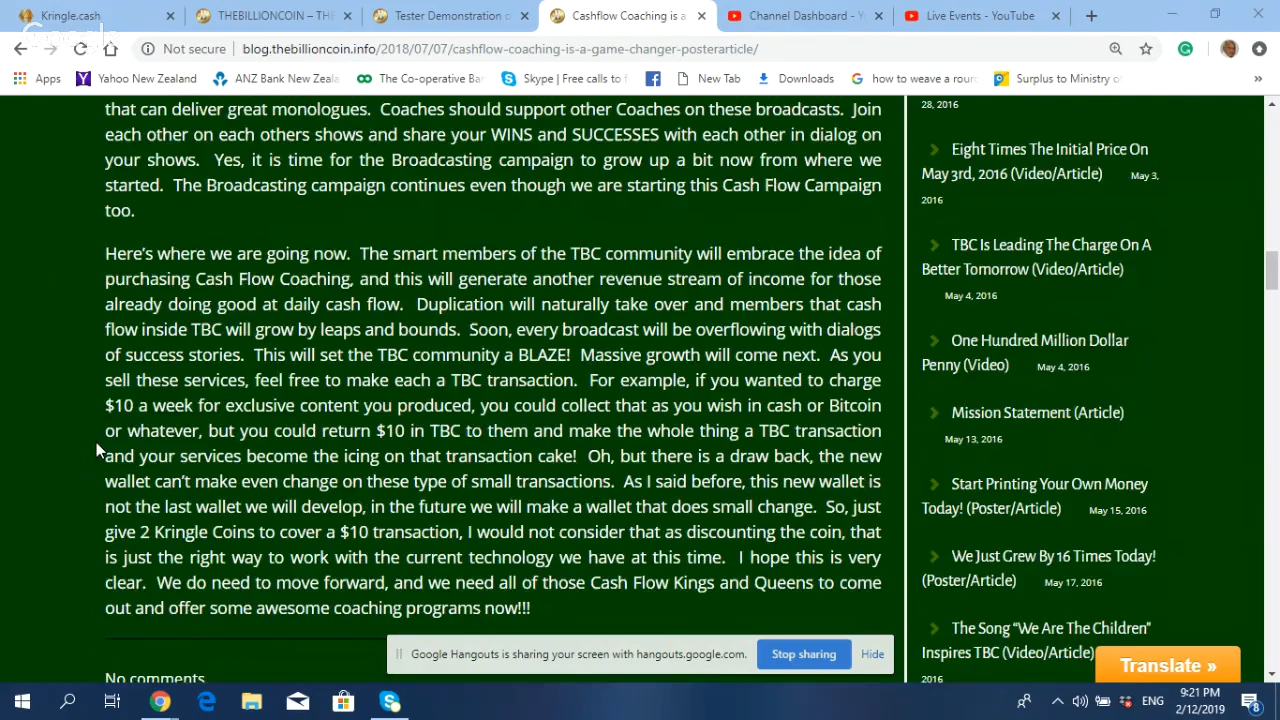 Kringle.cash
THEBILLIONCOIN – THE
Tester Demonstration o
Cashflow Coaching is a
Channel Dashboard - Y
Live Events - YouTube
Google
Not secure
blog.thebillioncoin.info/2018/07/07/cashflow-coaching-is-a-game-changer-posterarticle/
Apps
Yahoo New Zealand
ANZ Bank New Zeala
The Co-operative Ba
Skype | Free calls to f
New Tab
Downloads
how to weave a rour
Surplus to Ministry o
»
that can deliver great monologues. Coaches should support other Coaches on these broadcasts. Join
each other on each others shows and share your WINS and SUCCESSES with each other in dialog on
your shows. Yes, it is time for the Broadcasting campaign to grow up a bit now from where we
started. The Broadcasting campaign continues even though we are starting this Cash Flow Campaign
too.
Here's where we are going now. The smart members of the TBC community will embrace the idea of
purchasing Cash Flow Coaching, and this will generate another revenue stream of income for those
already doing good at daily cash flow. Duplication will naturally take over and members that cash
flow inside TBC will grow by leaps and bounds. Soon, every broadcast will be overflowing with dialogs
of success stories. This will set the TBC community a BLAZE! Massive growth will come next. As you
sell these services, feel free to make each a TBC transaction. For example, if you wanted to charge
$10 a week for exclusive content you produced, you could collect that as you wish in cash or Bitcoin
or whatever, but you could return $10 in TBC to them and make the whole thing a TBC transaction
and your services become the icing on that transaction cake! Oh, but there is a draw back, the new
wallet can't make even change on these type of small transactions. As I said before, this new wallet is
not the last wallet we will develop, in the future we will make a wallet that does small change. So, just
give 2 Kringle Coins to cover a $10 transaction, I would not consider that as discounting the coin, that
is just the right way to work with the current technology we have at this time. I hope this is very
clear. We do need to move forward, and we need all of those Cash Flow Kings and Queens to come
out and offer some awesome coaching programs now!!!
No comments
28, 2016
Eight Times The Initial Price On
May 3rd, 2016 (Video/Article) May 3,
2016
TBC Is Leading The Charge On A
Better Tomorrow (Video/Article)
May 4, 2016
One Hundred Million Dollar
Penny (Video) May 4, 2016
Mission Statement (Article)
May 13, 2016
Start Printing Your Own Money
Today! (Poster/Article) May 15, 2016
We Just Grew By 16 Times Today!
(Poster/Article) May 17, 2016
The Song “We Are The Children”
Inspires TBC (Video/Article)
2016
Translate »
Google Hangouts is sharing your screen with hangouts.google.com.
Stop sharing
Hide
ENG
9:21 PM
2/12/2019
8